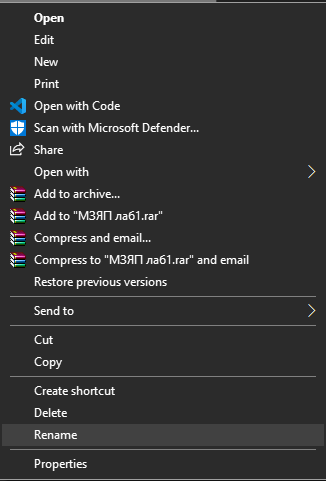 Open
Edit
New
Print
Open with Code
Scan with Microsoft Defender...
Share
Open with
Add to archive...
Add to "МЗЯП лаб1.rar"
Compress and email...
Compress to "МЗЯП лаб1.rar" and email
Restore previous versions
Send to
Cut
Copy
Create shortcut
Delete
Rename
Properties